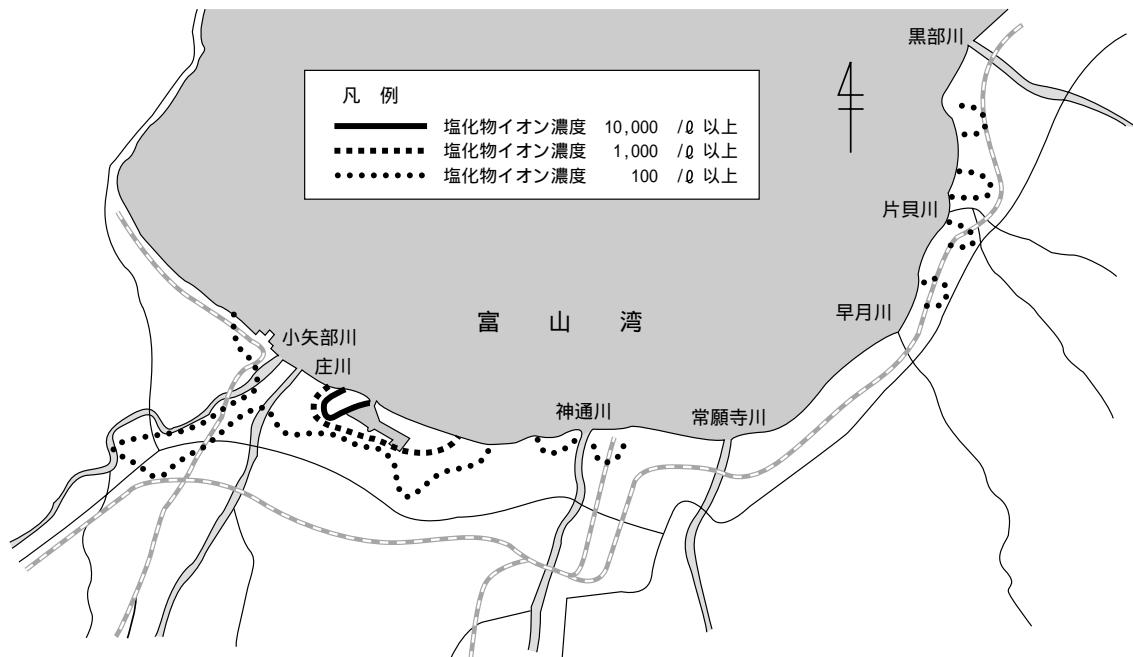 黒部川
凡 例
塩化物イオン濃度 10,000 /ℓ 以上
塩化物イオン濃度 1,000 /ℓ 以上
塩化物イオン濃度 100 /ℓ 以上
片貝川
早月川
富 山 湾
小矢部川
庄川
神通川
常願寺川